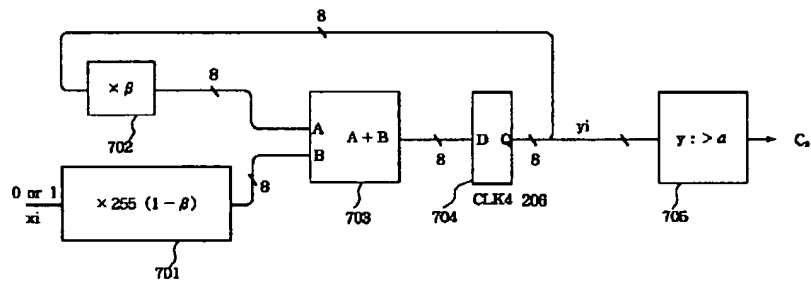 8
× β
8
702
A
A + B
B
703
D Q
8
704
CLK4 206
8
yi
y : > a
705
C
0 or 1
xi
× 255 (1 − β)
8
701